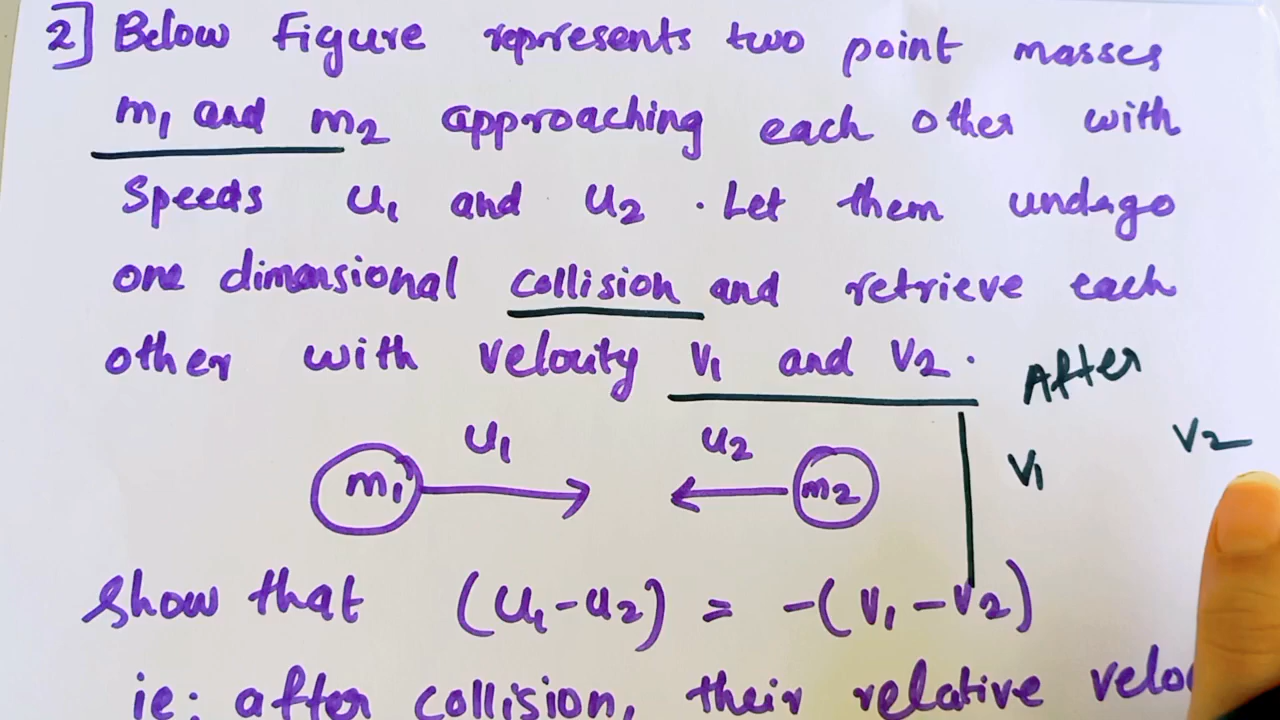 2] Below Figure represents two point masses
m₁ and m₂ approaching each other with
Speeds u₁ and u₂ . Let them undergo
one dimensional collision and retrieve each
other with velocity v₁ and v₂ .
After
u₁ u₂ v₂
m₁ m₂ v₁
Show that (u₁ - u₂) = -(v₁ - v₂)
ie: after collision, their relative